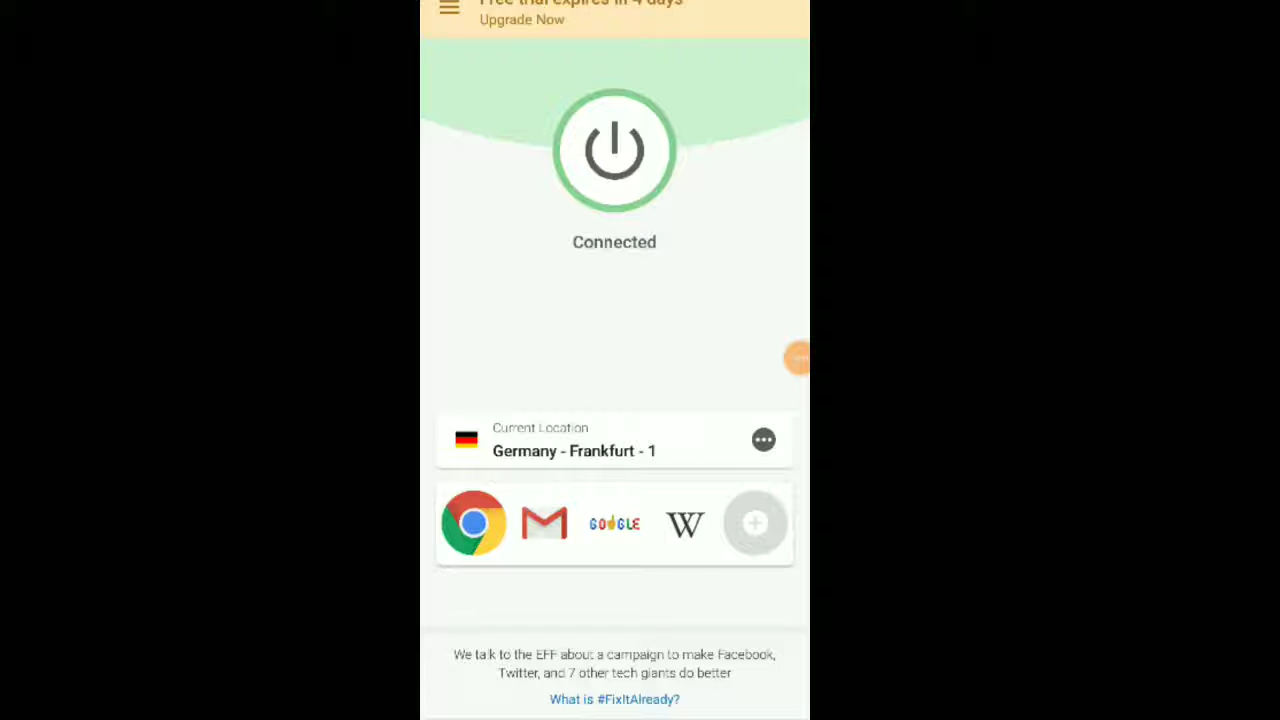 Free trial expires in 4 days
Upgrade Now
Connected
Current Location
Germany - Frankfurt - 1
GOOGLE
W
We talk to the EFF about a campaign to make Facebook,
Twitter, and 7 other tech giants do better
What is #FixItAlready?